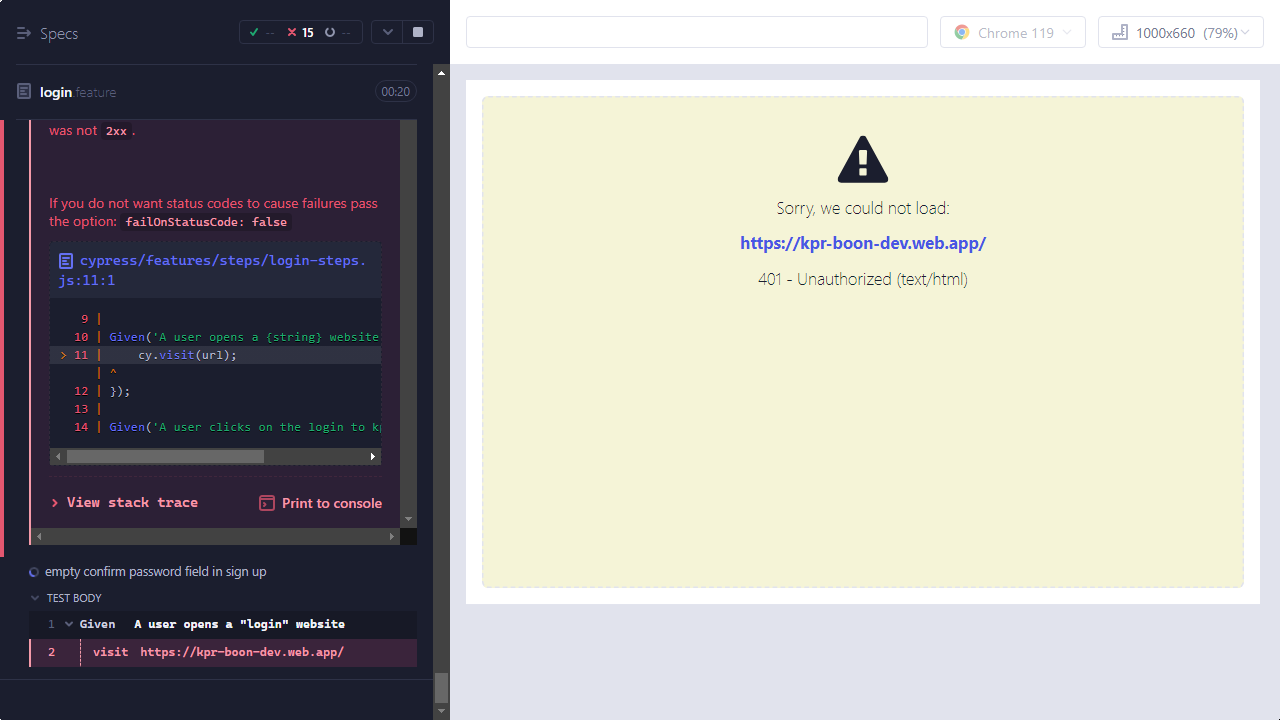 Specs
-- 15 --
Chrome 119
1000x660 (79%)
login.feature
00:20
was not 2xx .
If you do not want status codes to cause failures pass
the option: failOnStatusCode: false
cypress/features/steps/login-steps.
js:11:1
9 |
10 | Given('A user opens a {string} website
> 11 | cy.visit(url);
| ^
12 | });
13 |
14 | Given('A user clicks on the login to kp
> View stack trace
Print to console
empty confirm password field in sign up
TEST BODY
1 Given A user opens a "login" website
2 visit https://kpr-boon-dev.web.app/
Sorry, we could not load:
https://kpr-boon-dev.web.app/
401 - Unauthorized (text/html)